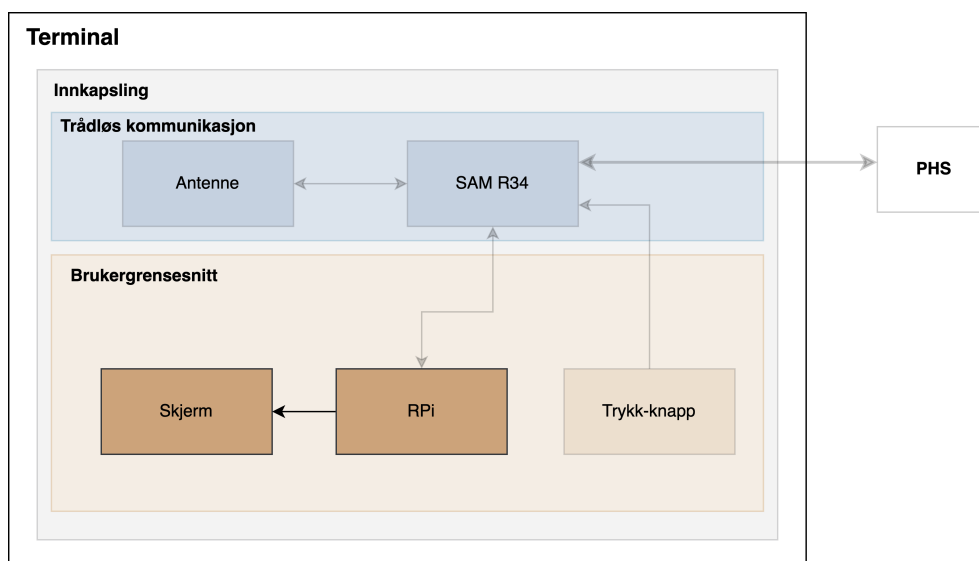 Terminal
Innkapsling
Trådløs kommunikasjon
Antenne
SAM R34
PHS
Brukergrensesnitt
Skjerm
RPi
Trykk-knapp